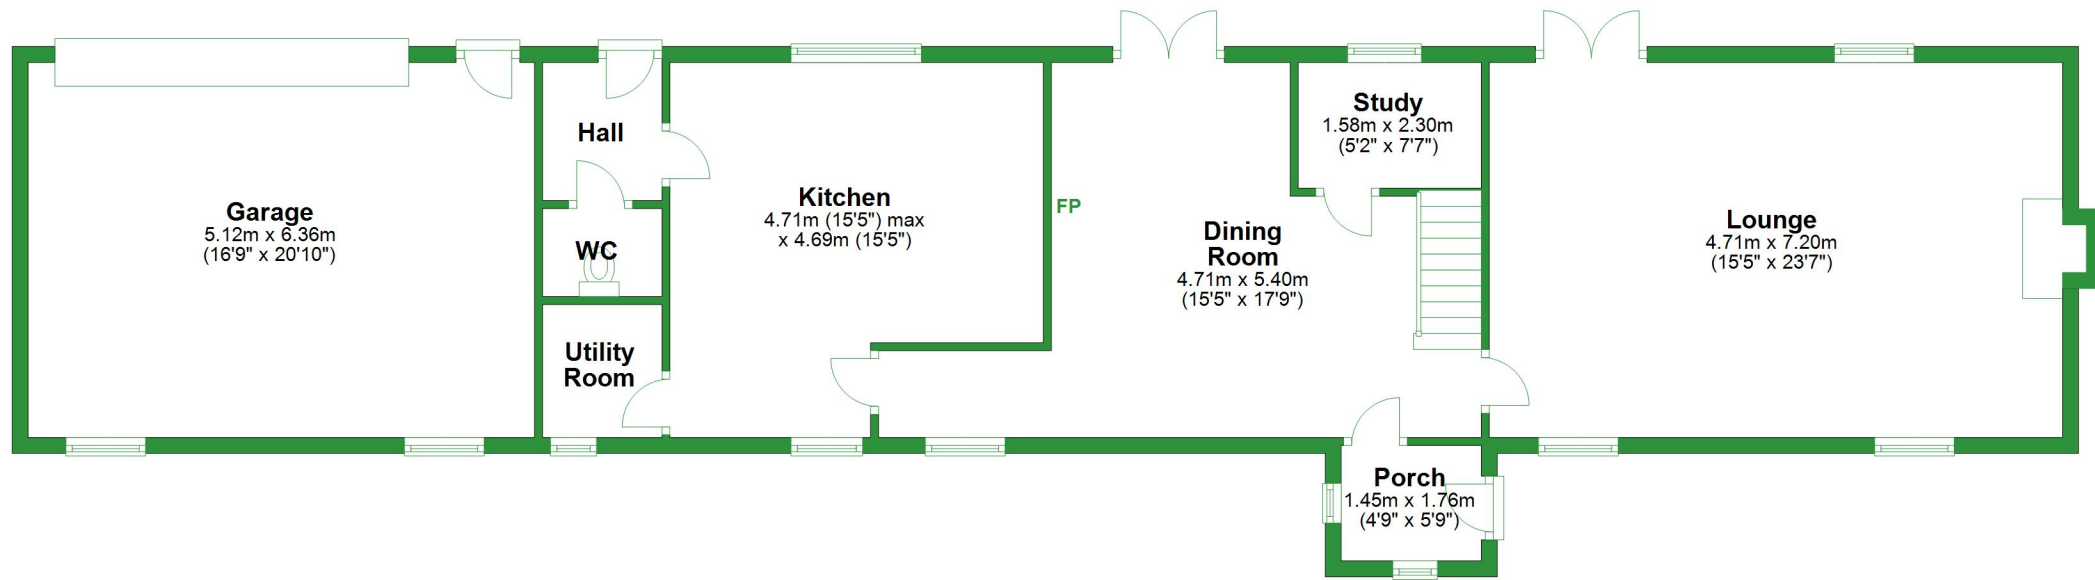 Garage
5.12m x 6.36m
(16'9" x 20'10")
Hall
WC
Utility
Room
Kitchen
4.71m (15'5") max
x 4.69m (15'5")
FP
Dining
Room
4.71m x 5.40m
(15'5" x 17'9")
Study
1.58m x 2.30m
(5'2" x 7'7")
Lounge
4.71m x 7.20m
(15'5" x 23'7")
Porch
1.45m x 1.76m
(4'9" x 5'9")